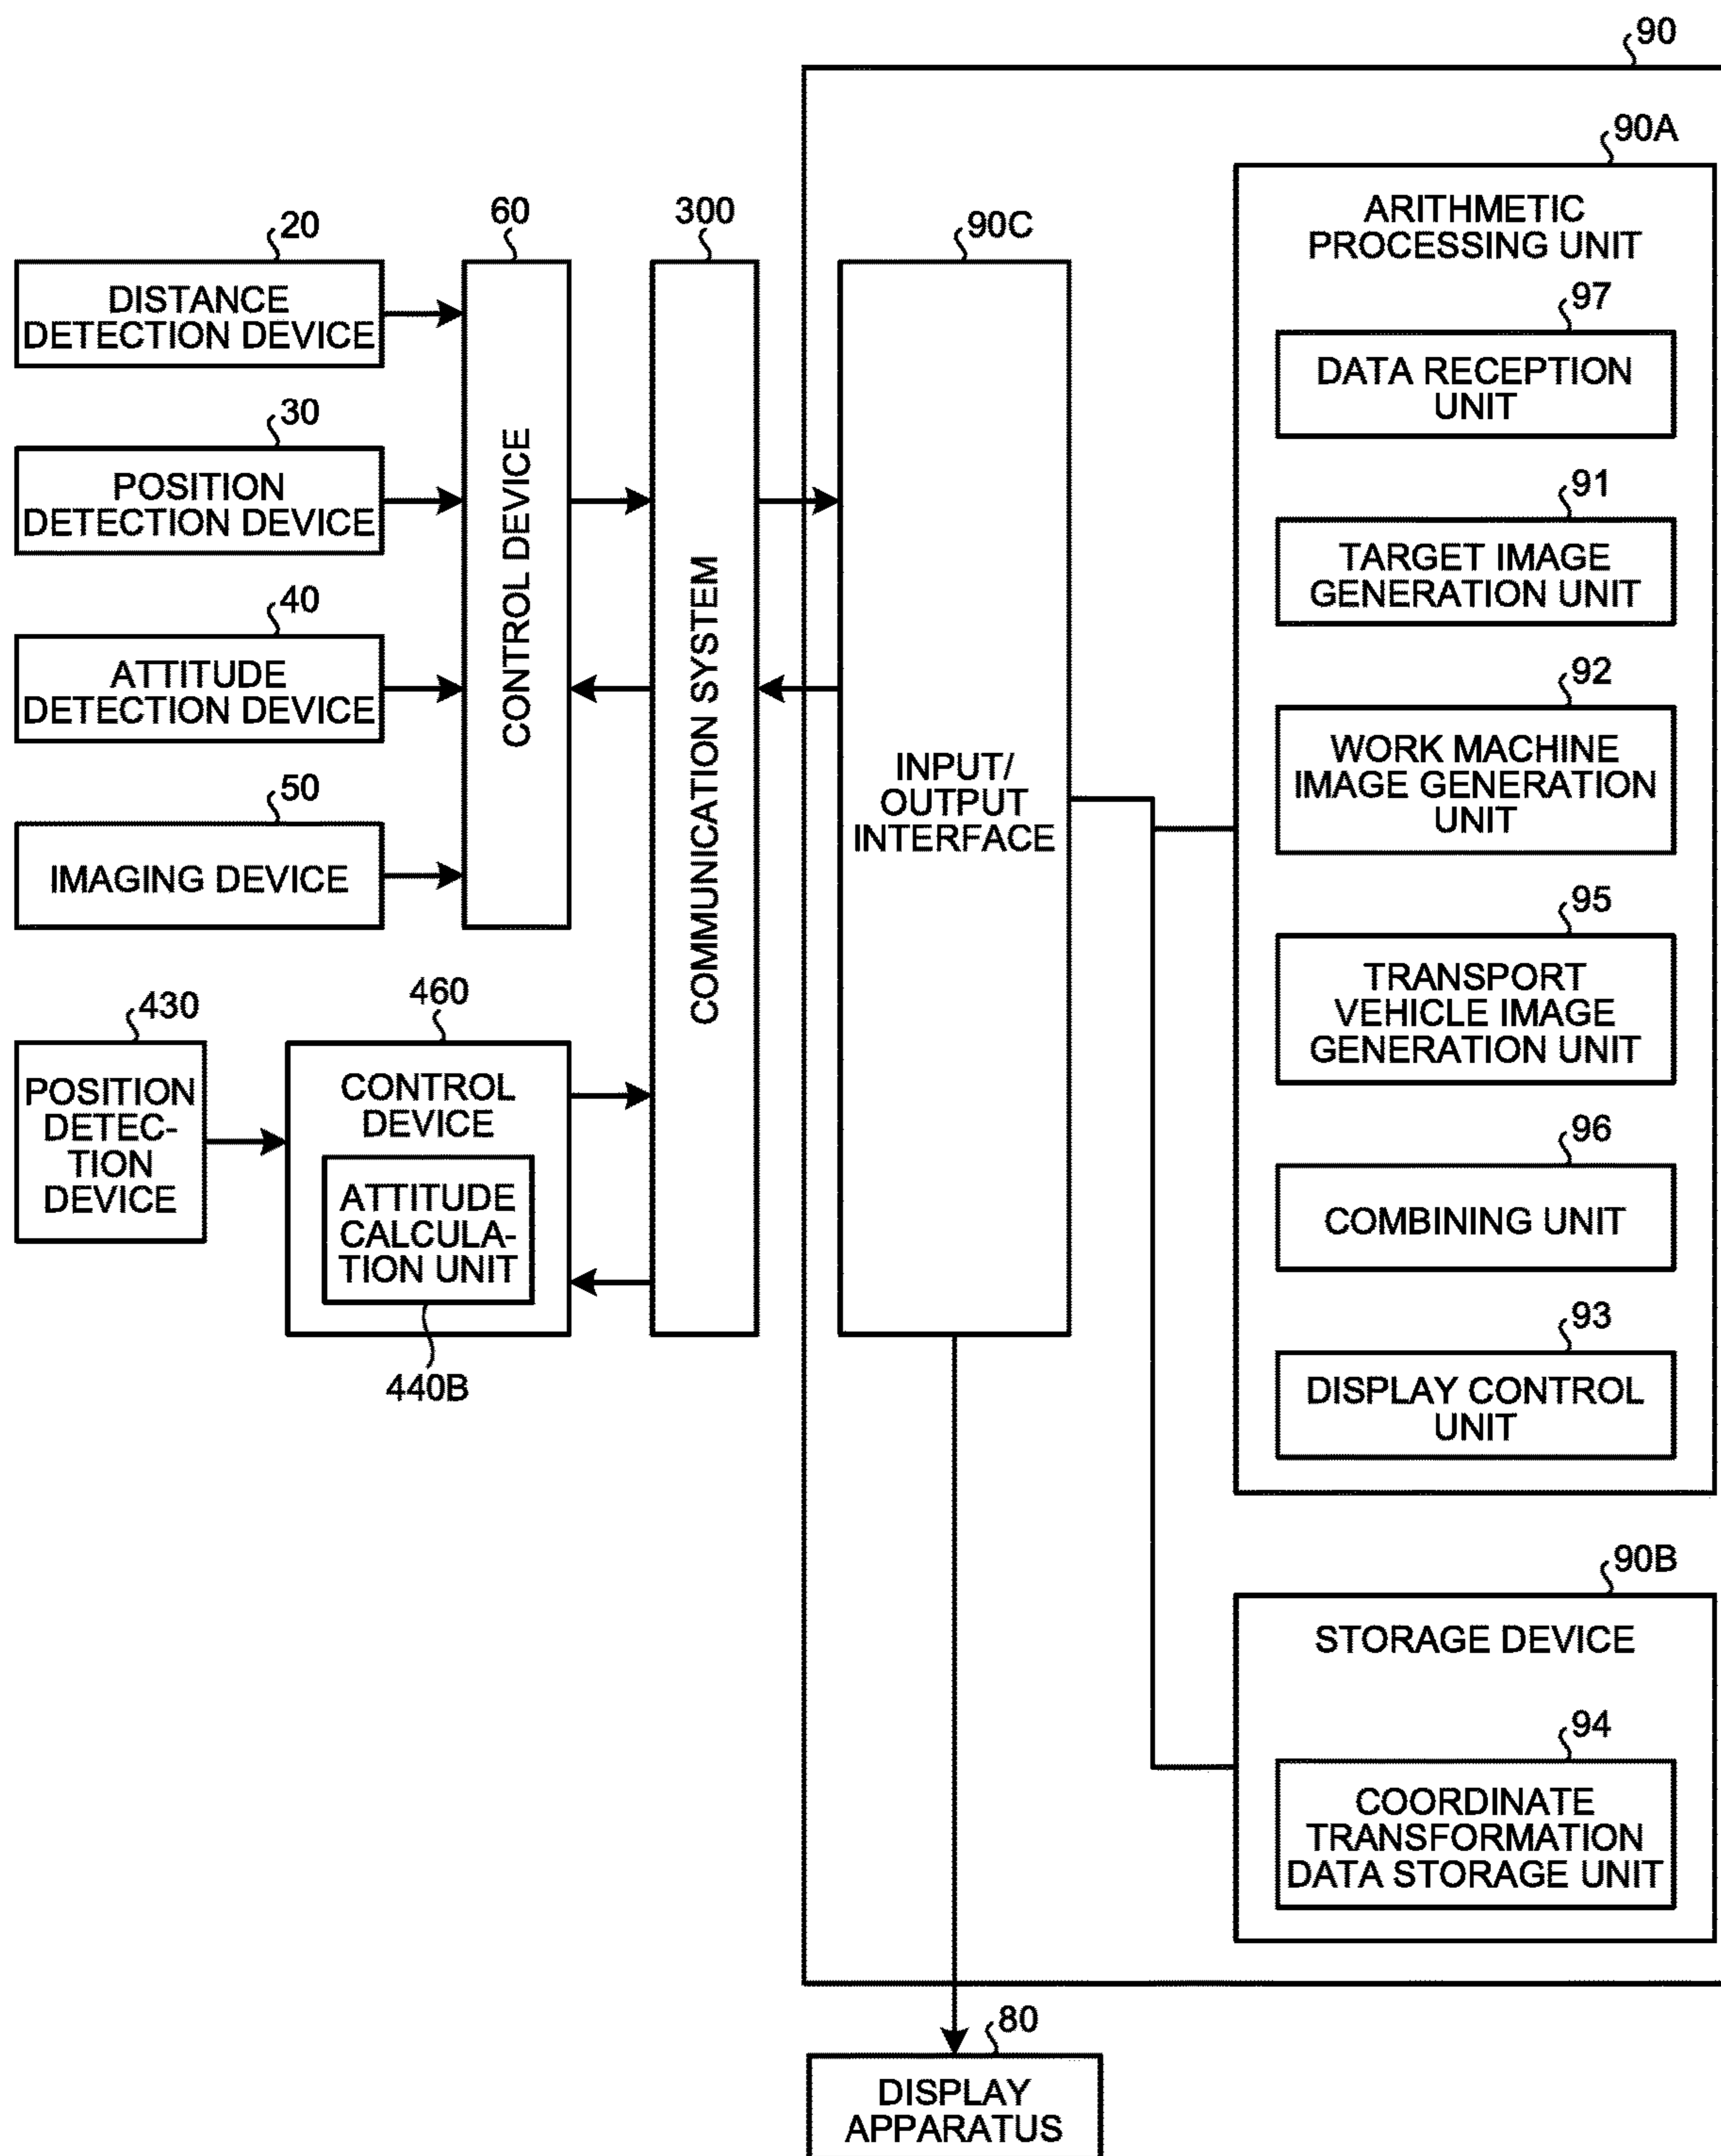 90
90A
ARITHMETIC
PROCESSING UNIT
97
DATA RECEPTION
UNIT
91
TARGET IMAGE
GENERATION UNIT
92
WORK MACHINE
IMAGE GENERATION
UNIT
95
TRANSPORT
VEHICLE IMAGE
GENERATION UNIT
96
COMBINING UNIT
93
DISPLAY CONTROL
UNIT
90B
STORAGE DEVICE
94
COORDINATE
TRANSFORMATION
DATA STORAGE UNIT
20
DISTANCE
DETECTION DEVICE
30
POSITION
DETECTION DEVICE
40
ATTITUDE
DETECTION DEVICE
50
IMAGING DEVICE
60
CONTROL DEVICE
300
COMMUNICATION SYSTEM
90C
INPUT/
OUTPUT
INTERFACE
430
POSITION
DETEC-
TION
DEVICE
460
CONTROL
DEVICE
ATTITUDE
CALCULA-
TION UNIT
440B
80
DISPLAY
APPARATUS